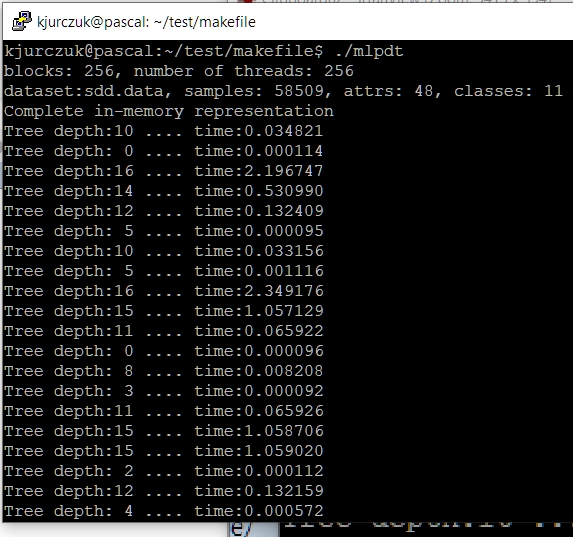 kjurczuk@pascal: ~/test/makefile
kjurczuk@pascal:~/test/makefile$ ./mlpdt
blocks: 256, number of threads: 256
dataset:sdd.data, samples: 58509, attrs: 48, classes: 11
Complete in-memory representation
Tree depth:10 .... time:0.034821
Tree depth: 0 .... time:0.000114
Tree depth:16 .... time:2.196747
Tree depth:14 .... time:0.530990
Tree depth:12 .... time:0.132409
Tree depth: 5 .... time:0.000095
Tree depth:10 .... time:0.033156
Tree depth: 5 .... time:0.001116
Tree depth:16 .... time:2.349176
Tree depth:15 .... time:1.057129
Tree depth:11 .... time:0.065922
Tree depth: 0 .... time:0.000096
Tree depth: 8 .... time:0.008208
Tree depth: 3 .... time:0.000092
Tree depth:11 .... time:0.065926
Tree depth:15 .... time:1.058706
Tree depth:15 .... time:1.059020
Tree depth: 2 .... time:0.000112
Tree depth:12 .... time:0.132159
Tree depth: 4 .... time:0.000572